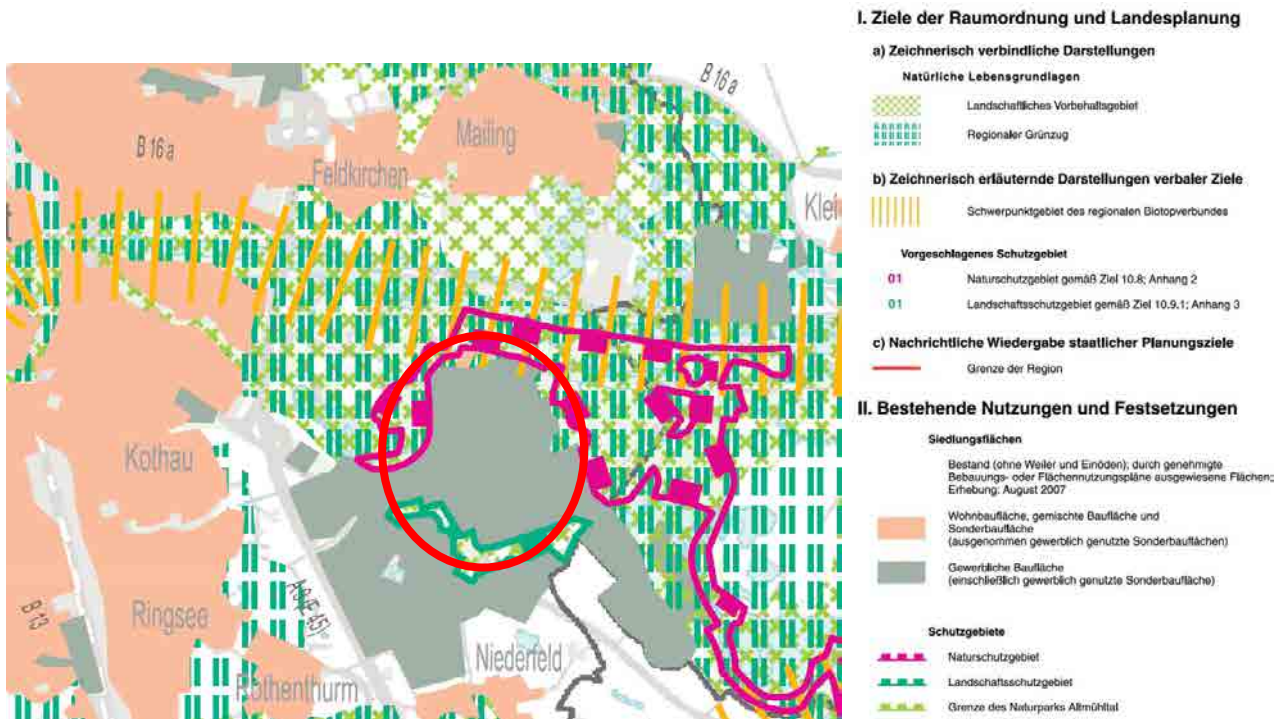 B 16 a
Mailing
B 16 a
Feldkirchen
Klei
t
Kothau
A 9 (E 45)
B 13
Ringsee
Niederfeld
Rothenthurm
I. Ziele der Raumordnung und Landesplanung
a) Zeichnerisch verbindliche Darstellungen
Natürliche Lebensgrundlagen
Landschaftliches Vorbehaltsgebiet
Regionaler Grünzug
b) Zeichnerisch erläuternde Darstellungen verbaler Ziele
Schwerpunktgebiet des regionalen Biotopverbundes
Vorgeschlagenes Schutzgebiet
01 Naturschutzgebiet gemäß Ziel 10.8; Anhang 2
01 Landschaftsschutzgebiet gemäß Ziel 10.9.1; Anhang 3
c) Nachrichtliche Wiedergabe staatlicher Planungsziele
Grenze der Region
II. Bestehende Nutzungen und Festsetzungen
Siedlungsflächen
Bestand (ohne Weiler und Einöden); durch genehmigte
Bebauungs- oder Flächennutzungspläne ausgewiesene Flächen;
Erhebung: August 2007
Wohnbaufläche, gemischte Baufläche und
Sonderbaufläche
(ausgenommen gewerblich genutzte Sonderbauflächen)
Gewerbliche Baufläche
(einschließlich gewerblich genutzte Sonderbaufläche)
Schutzgebiete
Naturschutzgebiet
Landschaftsschutzgebiet
Grenze des Naturparks Altmühltal